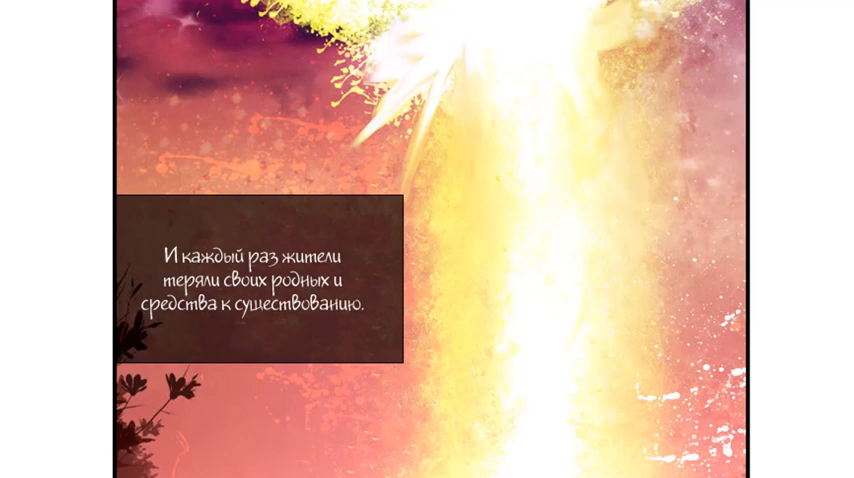 И каждый раз жители
теряли своих родных и
средства к существованию.